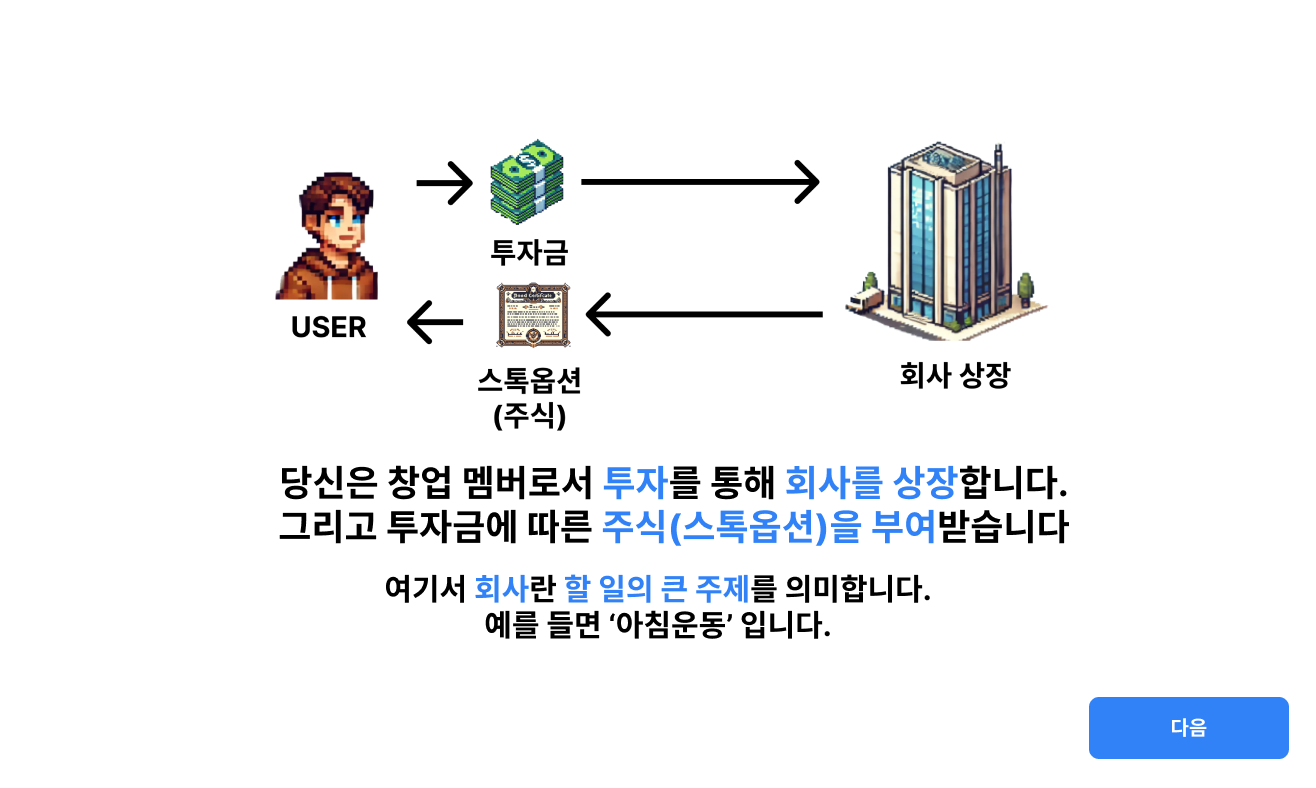 투자금
USER
스톡옵션
(주식)
회사 상장
당신은 창업 멤버로서 투자를 통해 회사를 상장합니다.
그리고 투자금에 따른 주식(스톡옵션)을 부여받습니다
여기서 회사란 할 일의 큰 주제를 의미합니다.
예를 들면 ‘아침운동’ 입니다.
다음